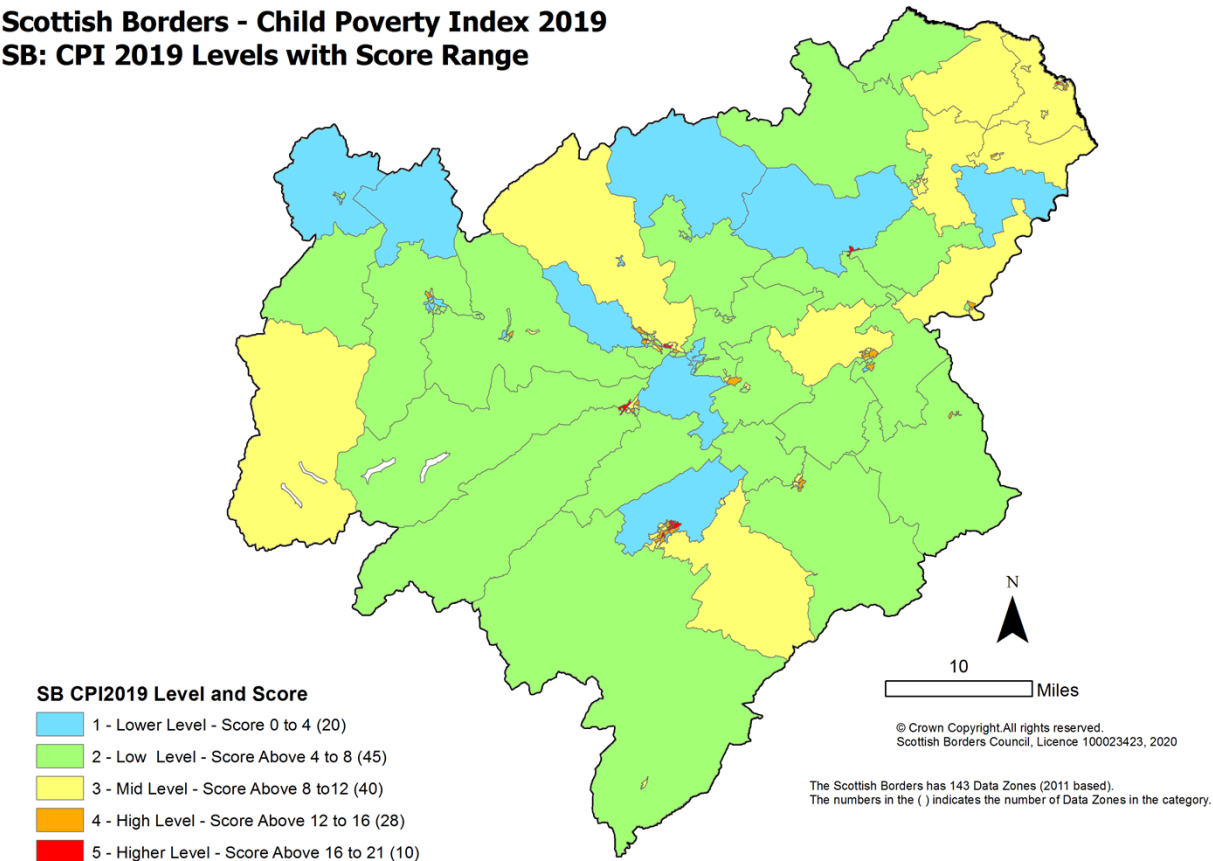 Scottish Borders - Child Poverty Index 2019
SB: CPI 2019 Levels with Score Range
N
10
Miles
SB CPI2019 Level and Score
1 - Lower Level - Score 0 to 4 (20)
2 - Low  Level - Score Above 4 to 8 (45)
3 - Mid Level - Score Above 8 to12 (40)
4 - High Level - Score Above 12 to 16 (28)
5 - Higher Level - Score Above 16 to 21 (10)
© Crown Copyright.All rights reserved.
Scottish Borders Council, Licence 100023423, 2020
The Scottish Borders has 143 Data Zones (2011 based).
The numbers in the ( ) indicates the number of Data Zones in the category.